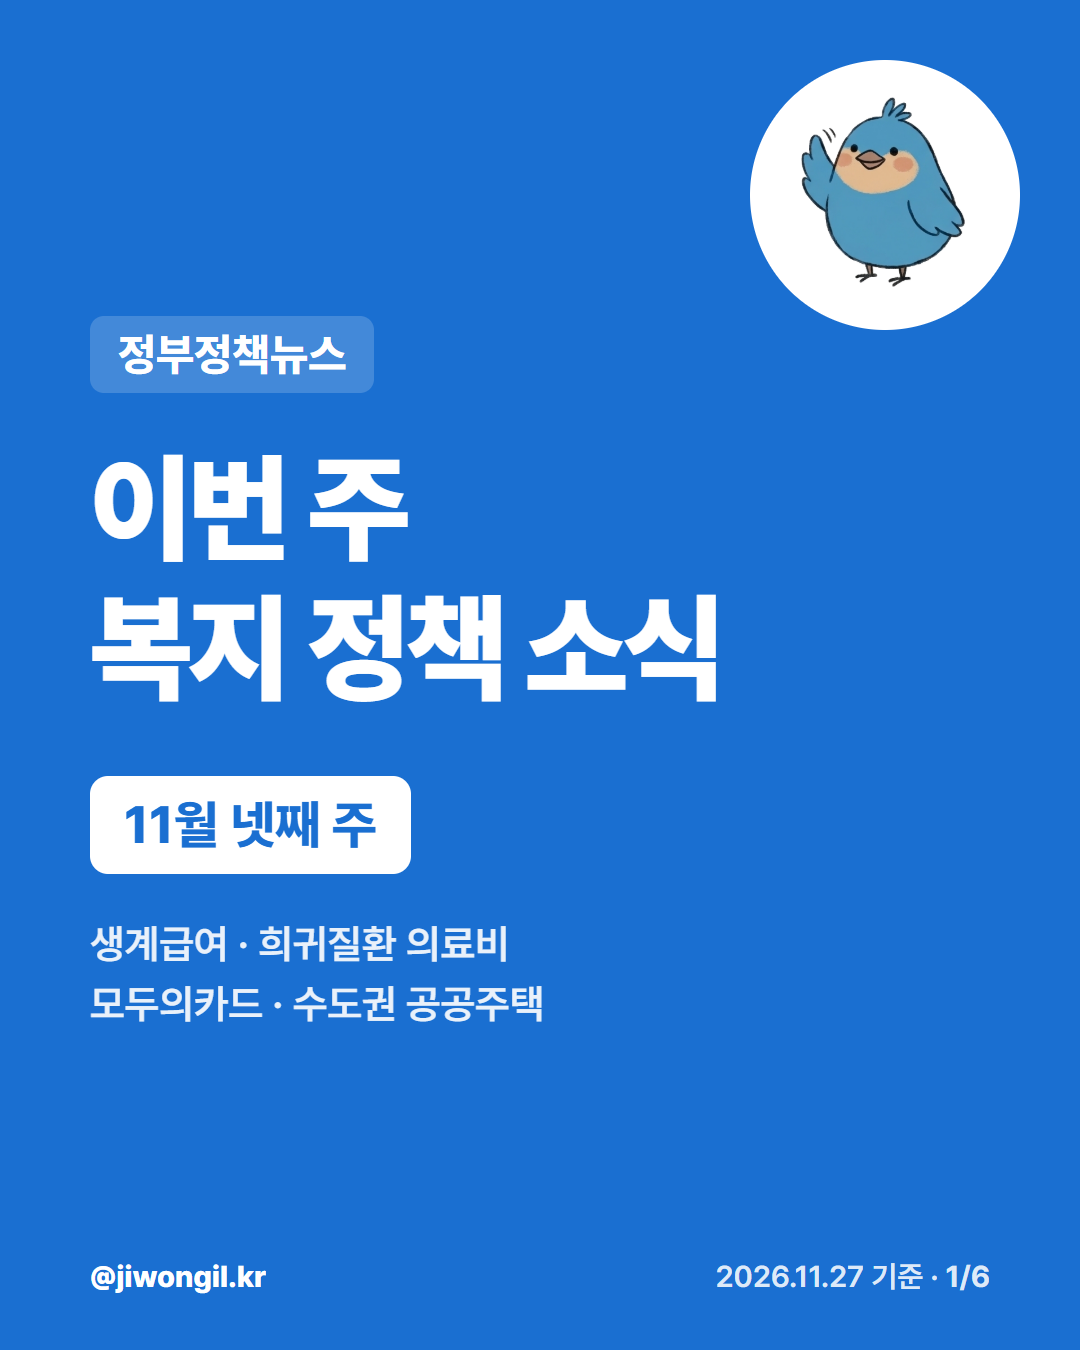 정부정책뉴스
이번 주
복지 정책 소식
11월 넷째 주
생계급여 · 희귀질환 의료비
모두의카드 · 수도권 공공주택
@jiwongil.kr
2026.11.27 기준 · 1/6